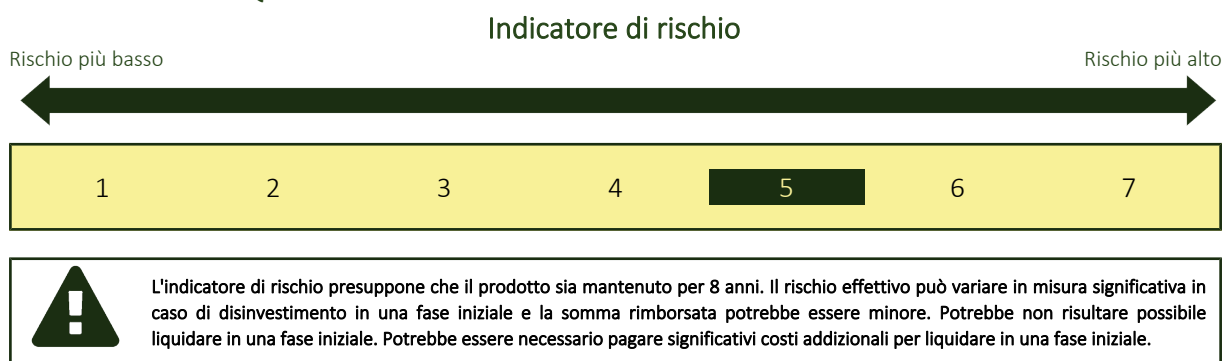 Indicatore di rischio
Rischio più basso Rischio più alto
1 2 3 4 5 6 7
L'indicatore di rischio presuppone che il prodotto sia mantenuto per 8 anni. Il rischio effettivo può variare in misura significativa in
caso di disinvestimento in una fase iniziale e la somma rimborsata potrebbe essere minore. Potrebbe non risultare possibile
liquidare in una fase iniziale. Potrebbe essere necessario pagare significativi costi addizionali per liquidare in una fase iniziale.